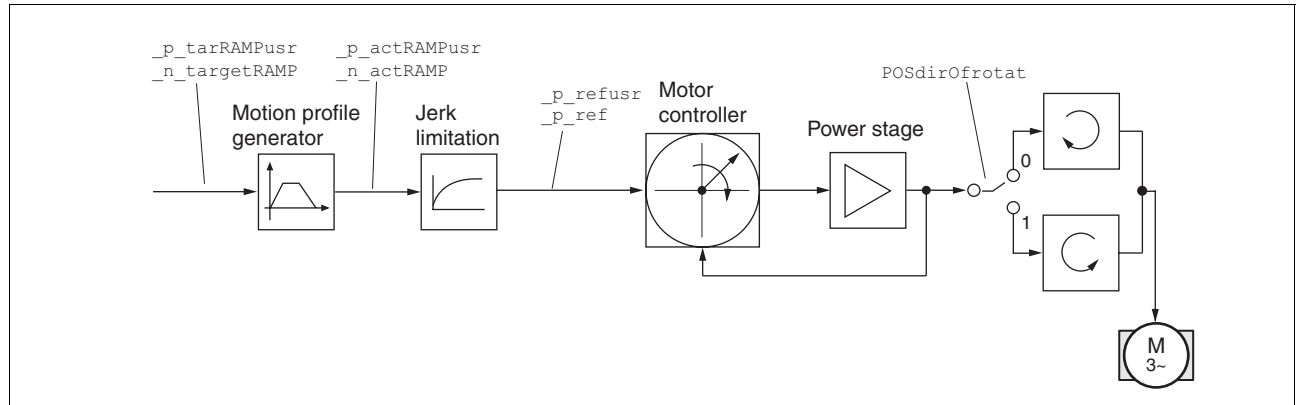 _p_tarRAMPusr
_n_targetRAMP
_p_actRAMPusr
_n_actRAMP
_p_refusr
_p_ref
POSdirOfrotat
Motion profile
generator
Jerk
limitation
Motor
controller
Power stage
0
1
M
3~